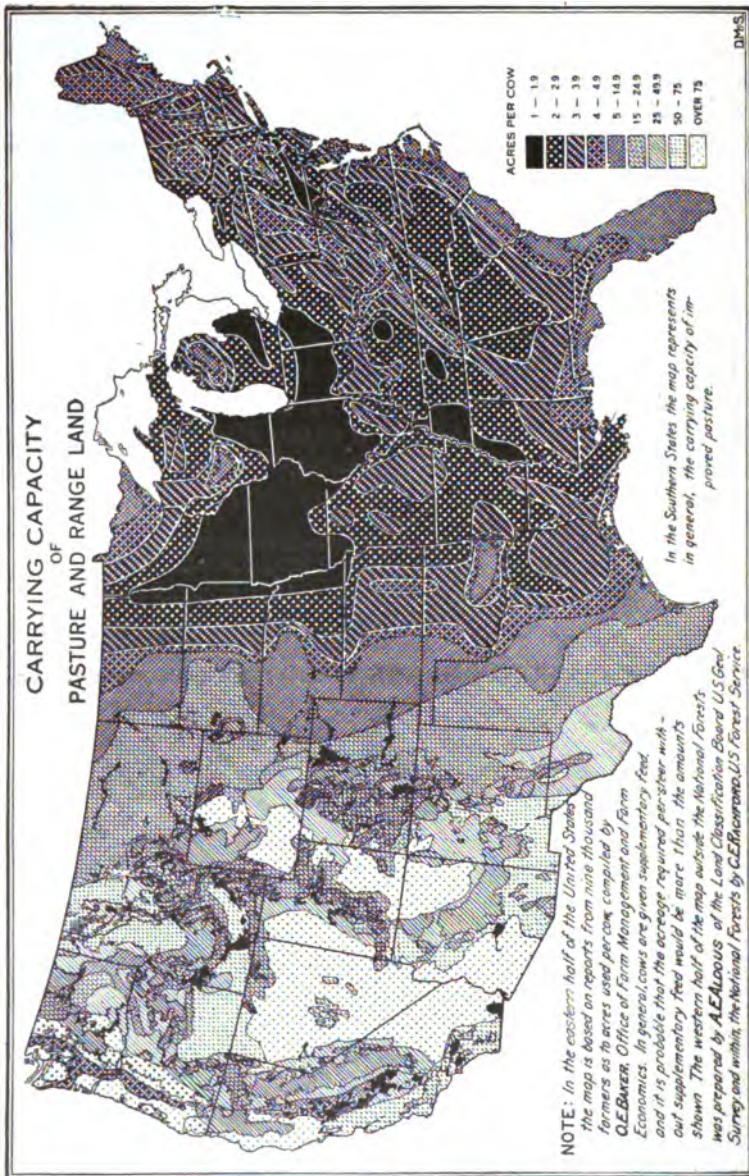 CARRYING CAPACITY
OF
PASTURE AND RANGE LAND
ACRES PER COW
1 – 1.9
2 – 2.9
3 – 3.9
4 – 4.9
5 – 14.9
15 – 24.9
25 – 49.9
50 – 75
OVER 75
In the Southern States the map represents
in general, the carrying capcity of im-
proved pasture.
NOTE: In the eastern half of the United States
the map is based on reports from nine thousand
farmers as to acres used per cow, compiled by
O.E.BAKER, Office of Farm Management and Farm
Economics. In general, cows are given supplementary feed,
and it is probable that the acreage required per steer with-
out supplementary feed would be more than the amounts
shown. The western half of the map outside the National Forests
was prepared by A.E.ALDOUS of the Land Classification Board U.S Geol
Survey and within, the National Forests by C.E.RACHFORD, U.S Forest Service.
D.M.S.